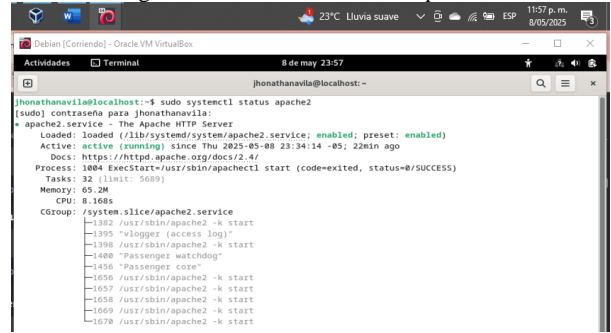 23°C Lluvia suave
ESP
11:57 p. m.
8/05/2025
Debian [Corriendo] - Oracle VM VirtualBox
Actividades
Terminal
8 de may 23:57
jhonathanavila@localhost: ~
jhonathanavila@localhost:~$ sudo systemctl status apache2
[sudo] contraseña para jhonathanavila:
● apache2.service - The Apache HTTP Server
Loaded: loaded (/lib/systemd/system/apache2.service; enabled; preset: enabled)
Active: active (running) since Thu 2025-05-08 23:34:14 -05; 22min ago
Docs: https://httpd.apache.org/docs/2.4/
Process: 1004 ExecStart=/usr/sbin/apachectl start (code=exited, status=0/SUCCESS)
Tasks: 32 (limit: 5689)
Memory: 65.2M
CPU: 8.168s
CGroup: /system.slice/apache2.service
├─1382 /usr/sbin/apache2 -k start
├─1395 "vlogger (access log)"
├─1398 /usr/sbin/apache2 -k start
├─1400 "Passenger watchdog"
├─1456 "Passenger core"
├─1656 /usr/sbin/apache2 -k start
├─1657 /usr/sbin/apache2 -k start
├─1658 /usr/sbin/apache2 -k start
├─1669 /usr/sbin/apache2 -k start
└─1670 /usr/sbin/apache2 -k start